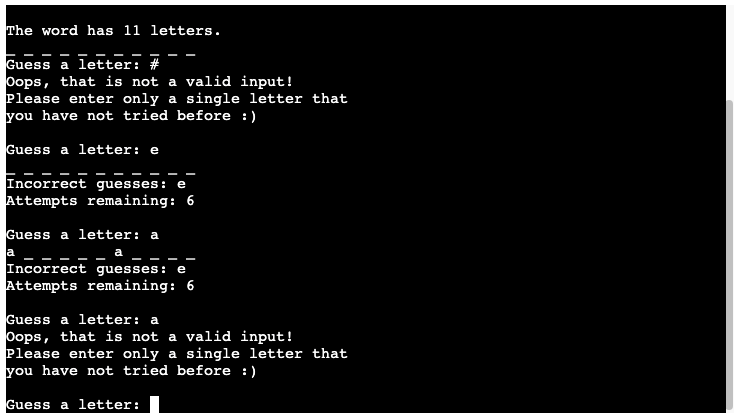 The word has 11 letters.
_ _ _ _ _ _ _ _ _ _ _
Guess a letter: #
Oops, that is not a valid input!
Please enter only a single letter that
you have not tried before :)
Guess a letter: e
_ _ _ _ _ _ _ _ _ _ _
Incorrect guesses: e
Attempts remaining: 6
Guess a letter: a
a _ _ _ _ _ a _ _ _ _
Incorrect guesses: e
Attempts remaining: 6
Guess a letter: a
Oops, that is not a valid input!
Please enter only a single letter that
you have not tried before :)
Guess a letter: